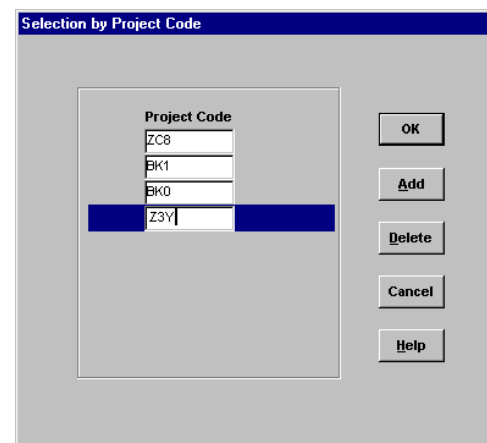 Selection by Project Code
Project Code
ZC8
BK1
BK0
Z3Y
OK
Add
Delete
Cancel
Help